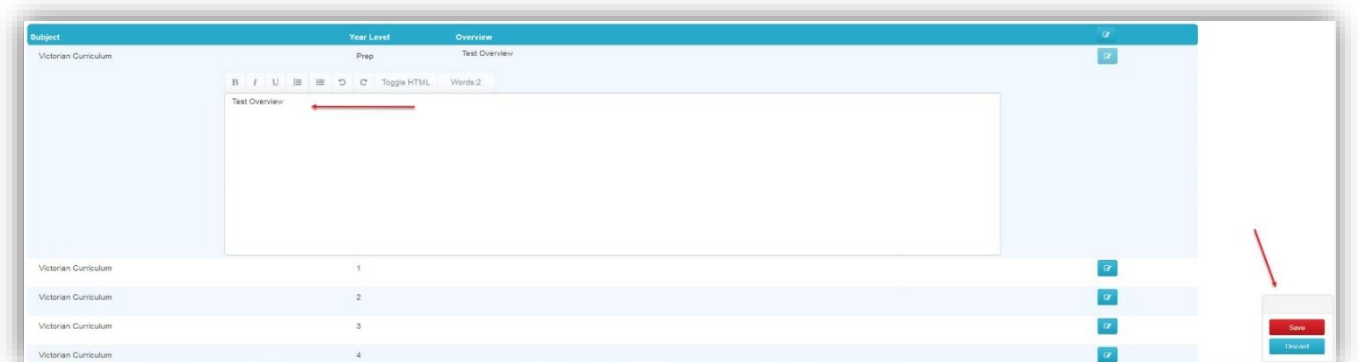 Subject Year Level Overview
Victorian Curriculum Prep Test Overview
B I U Toggle HTML Words:2
Test Overview
Victorian Curriculum 1
Victorian Curriculum 2
Victorian Curriculum 3
Save
Victorian Curriculum 4
Discard